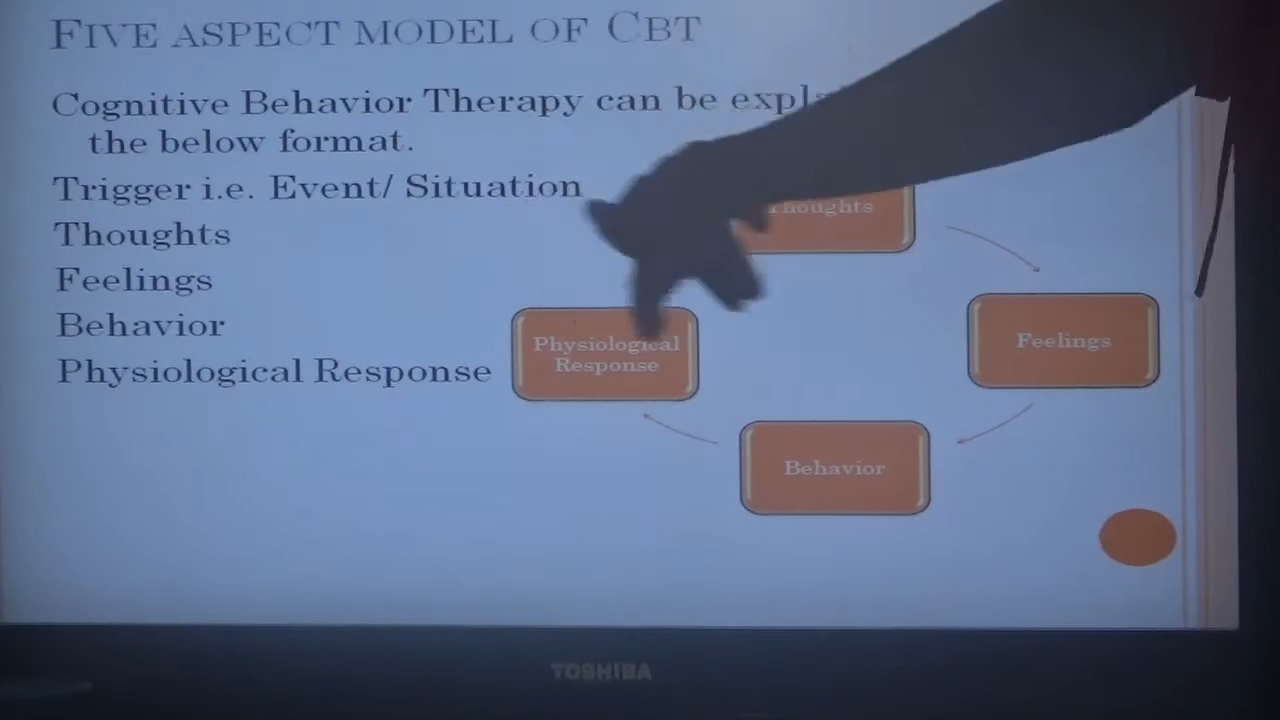 FIVE ASPECT MODEL OF CBT
Cognitive Behavior Therapy can be
the below format.
Trigger i.e. Event/ Situation
Thoughts
Feelings
Behavior
Physiological Response
Thoughts
Physiological
Response
Feelings
Behavior
TOSHIBA